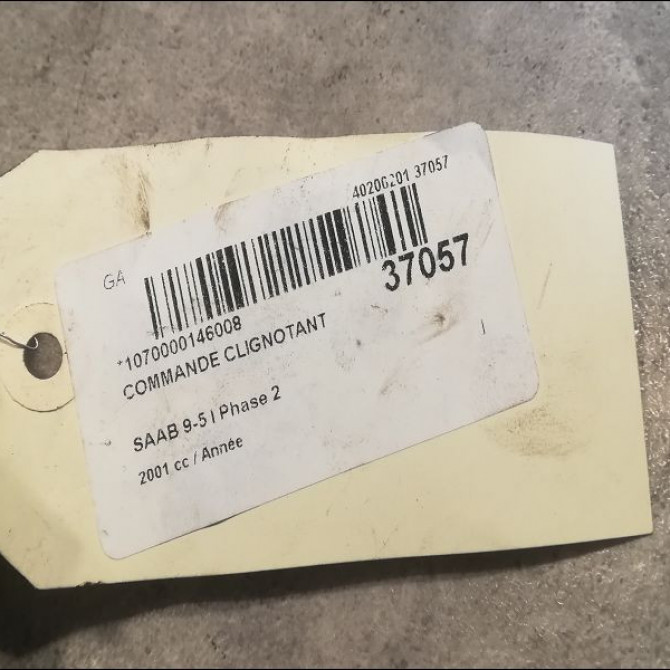 40206201 37057
GA
37057
*1070000146008
COMMANDE CLIGNOTANT
SAAB 9-5 I Phase 2
2001 cc / Année